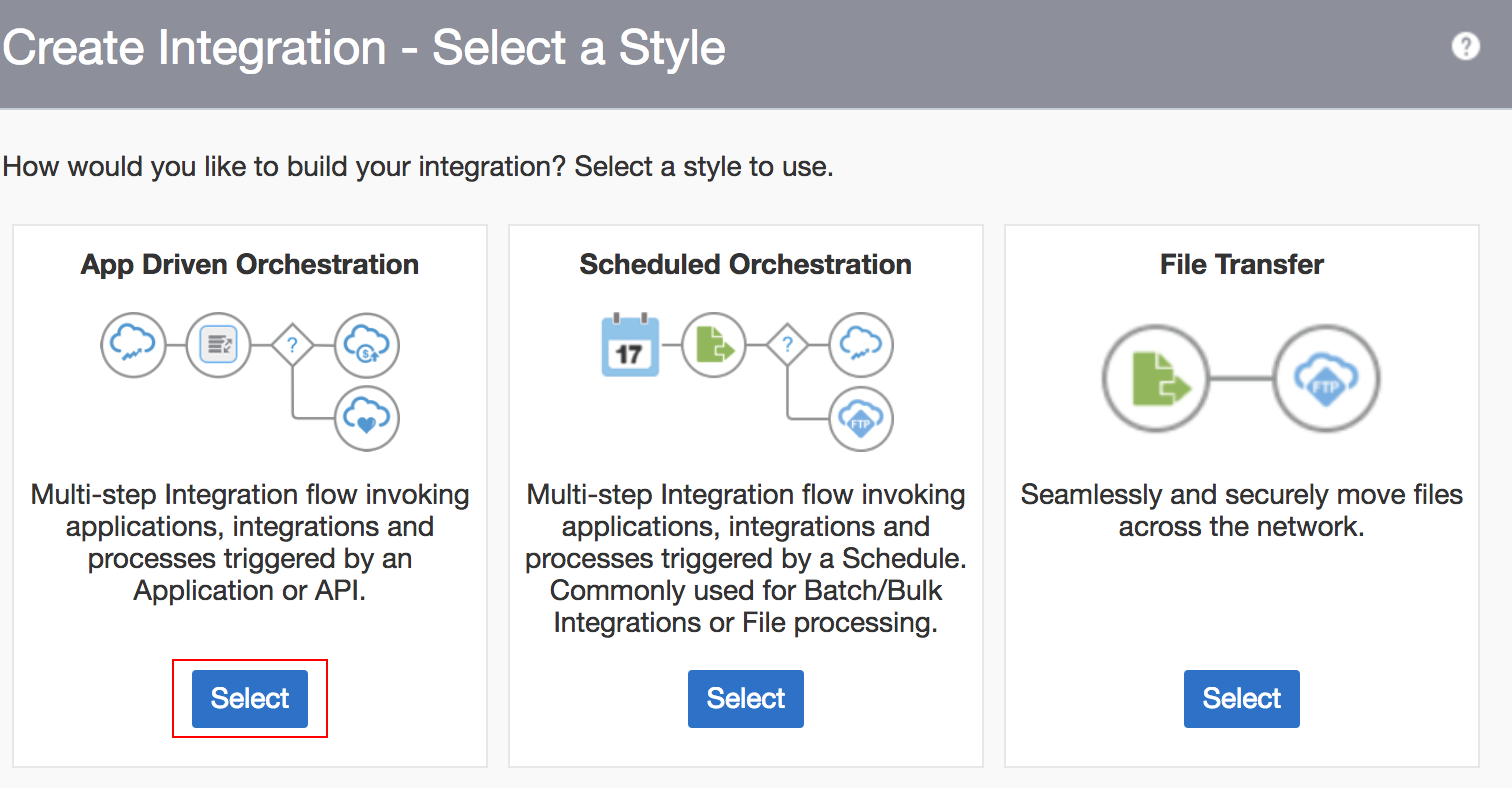 Create Integration - Select a Style
?
How would you like to build your integration? Select a style to use.
App Driven Orchestration
?
$
Multi-step Integration flow invoking
applications, integrations and
processes triggered by an
Application or API.
Select
Scheduled Orchestration
17
?
FTP
Multi-step Integration flow invoking
applications, integrations and
processes triggered by a Schedule.
Commonly used for Batch/Bulk
Integrations or File processing.
Select
File Transfer
FTP
Seamlessly and securely move files
across the network.
Select